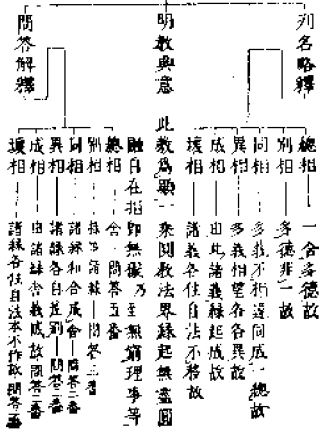 列名略釋
總相 一含多德故
別相 多德非一故
同相 多義不相違同成一總故
異相 多義相望各各異故
成相 由此諸義緣起成故
壞相 諸義各住自法不移故
明教興意 此教為顯一乘圓教法界緣起無盡圓
融自在相即無礙乃至無窮理事等
問答解釋
總相 舍 問答五番
別相 椽等諸緣 問答三番
同相 諸緣和合成舍 問答二番
異相 諸緣各自差別 問答二番
成相 由諸緣舍義成故 問答二番
壞相 諸緣各住自法本不作故 問答二番